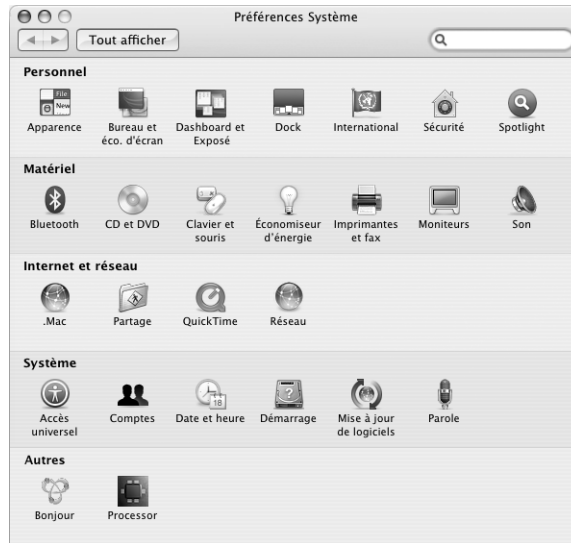 Préférences Système
Tout afficher
Personnel
File
New
Apparence
Bureau et
éco. d'écran
Dashboard et
Exposé
Dock
International
Sécurité
Spotlight
Matériel
Bluetooth
CD et DVD
Clavier et
souris
Économiseur
d'énergie
Imprimantes
et fax
Moniteurs
Son
Internet et réseau
.Mac
Partage
QuickTime
Réseau
Système
Accès
universel
Comptes
18
Date et heure
?
Démarrage
Mise à jour
de logiciels
Parole
Autres
Bonjour
Processor